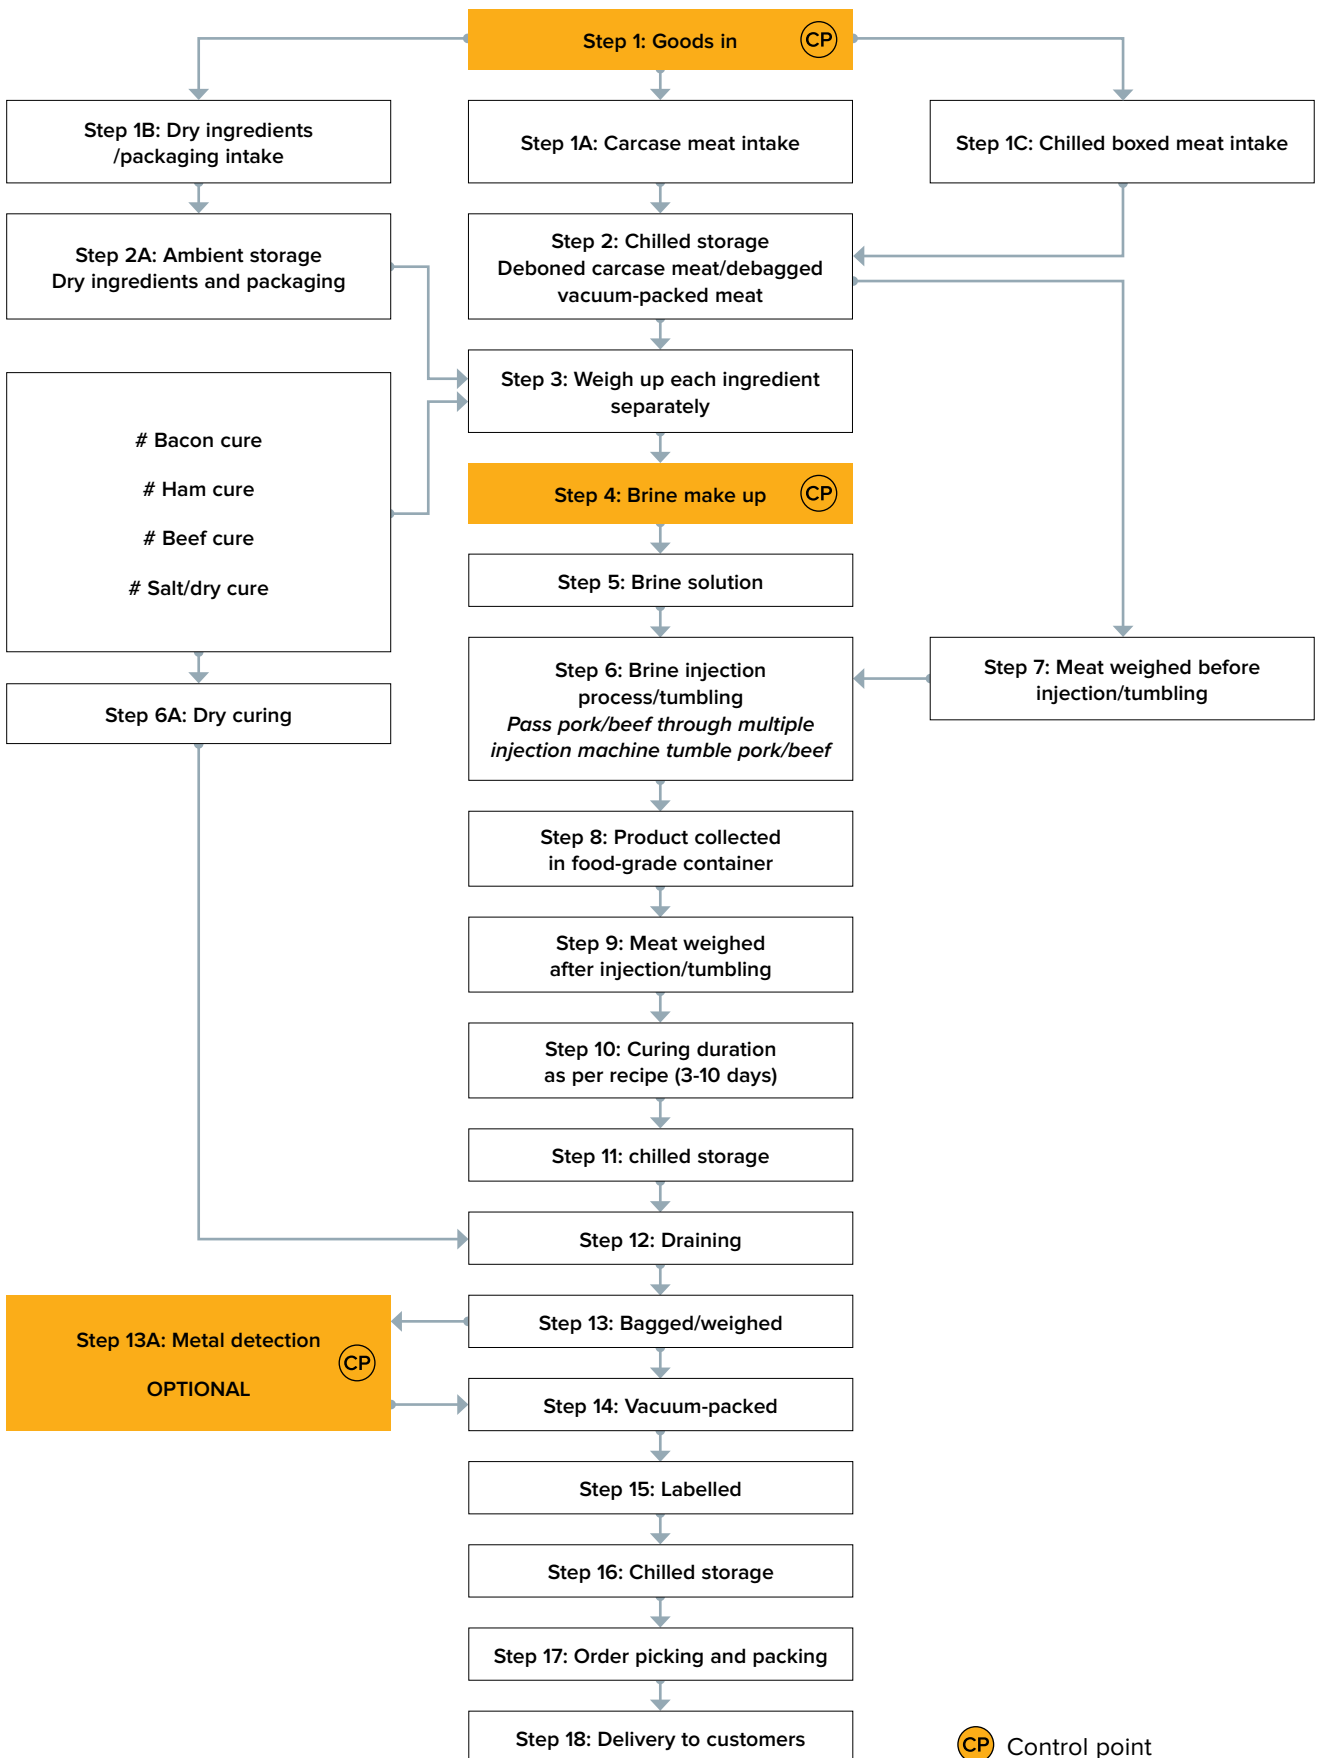 Step 1: Goods in
CP
Step 1B: Dry ingredients
/packaging intake
Step 1A: Carcase meat intake
Step 1C: Chilled boxed meat intake
Step 2A: Ambient storage
Dry ingredients and packaging
Step 2: Chilled storage
Deboned carcase meat/debagged
vacuum-packed meat
Step 3: Weigh up each ingredient
separately
# Bacon cure
# Ham cure
# Beef cure
# Salt/dry cure
Step 4: Brine make up
CP
Step 5: Brine solution
Step 6: Brine injection
process/tumbling
Pass pork/beef through multiple
injection machine tumble pork/beef
Step 7: Meat weighed before
injection/tumbling
Step 6A: Dry curing
Step 8: Product collected
in food-grade container
Step 9: Meat weighed
after injection/tumbling
Step 10: Curing duration
as per recipe (3-10 days)
Step 11: chilled storage
Step 12: Draining
Step 13: Bagged/weighed
Step 13A: Metal detection
CP
OPTIONAL
Step 14: Vacuum-packed
Step 15: Labelled
Step 16: Chilled storage
Step 17: Order picking and packing
Step 18: Delivery to customers
CP Control point